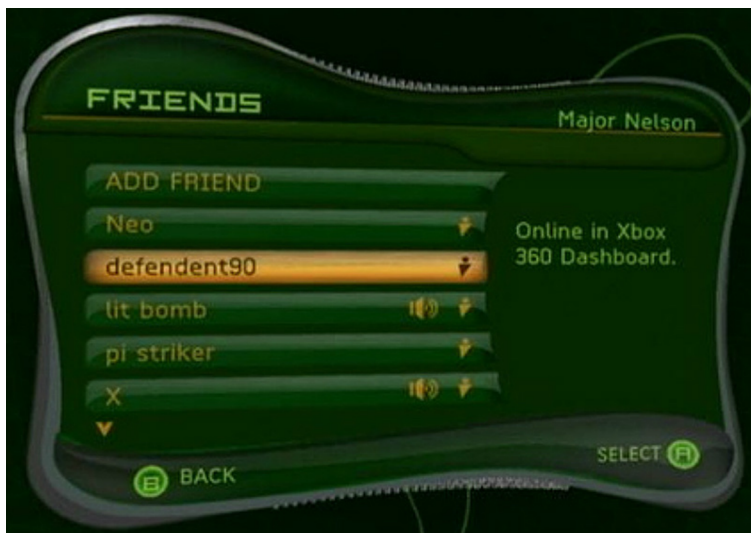 FRIENDS
Major Nelson
ADD FRIEND
Neo
defendent90
Online in Xbox
360 Dashboard.
lit bomb
pi striker
X
B BACK
SELECT A